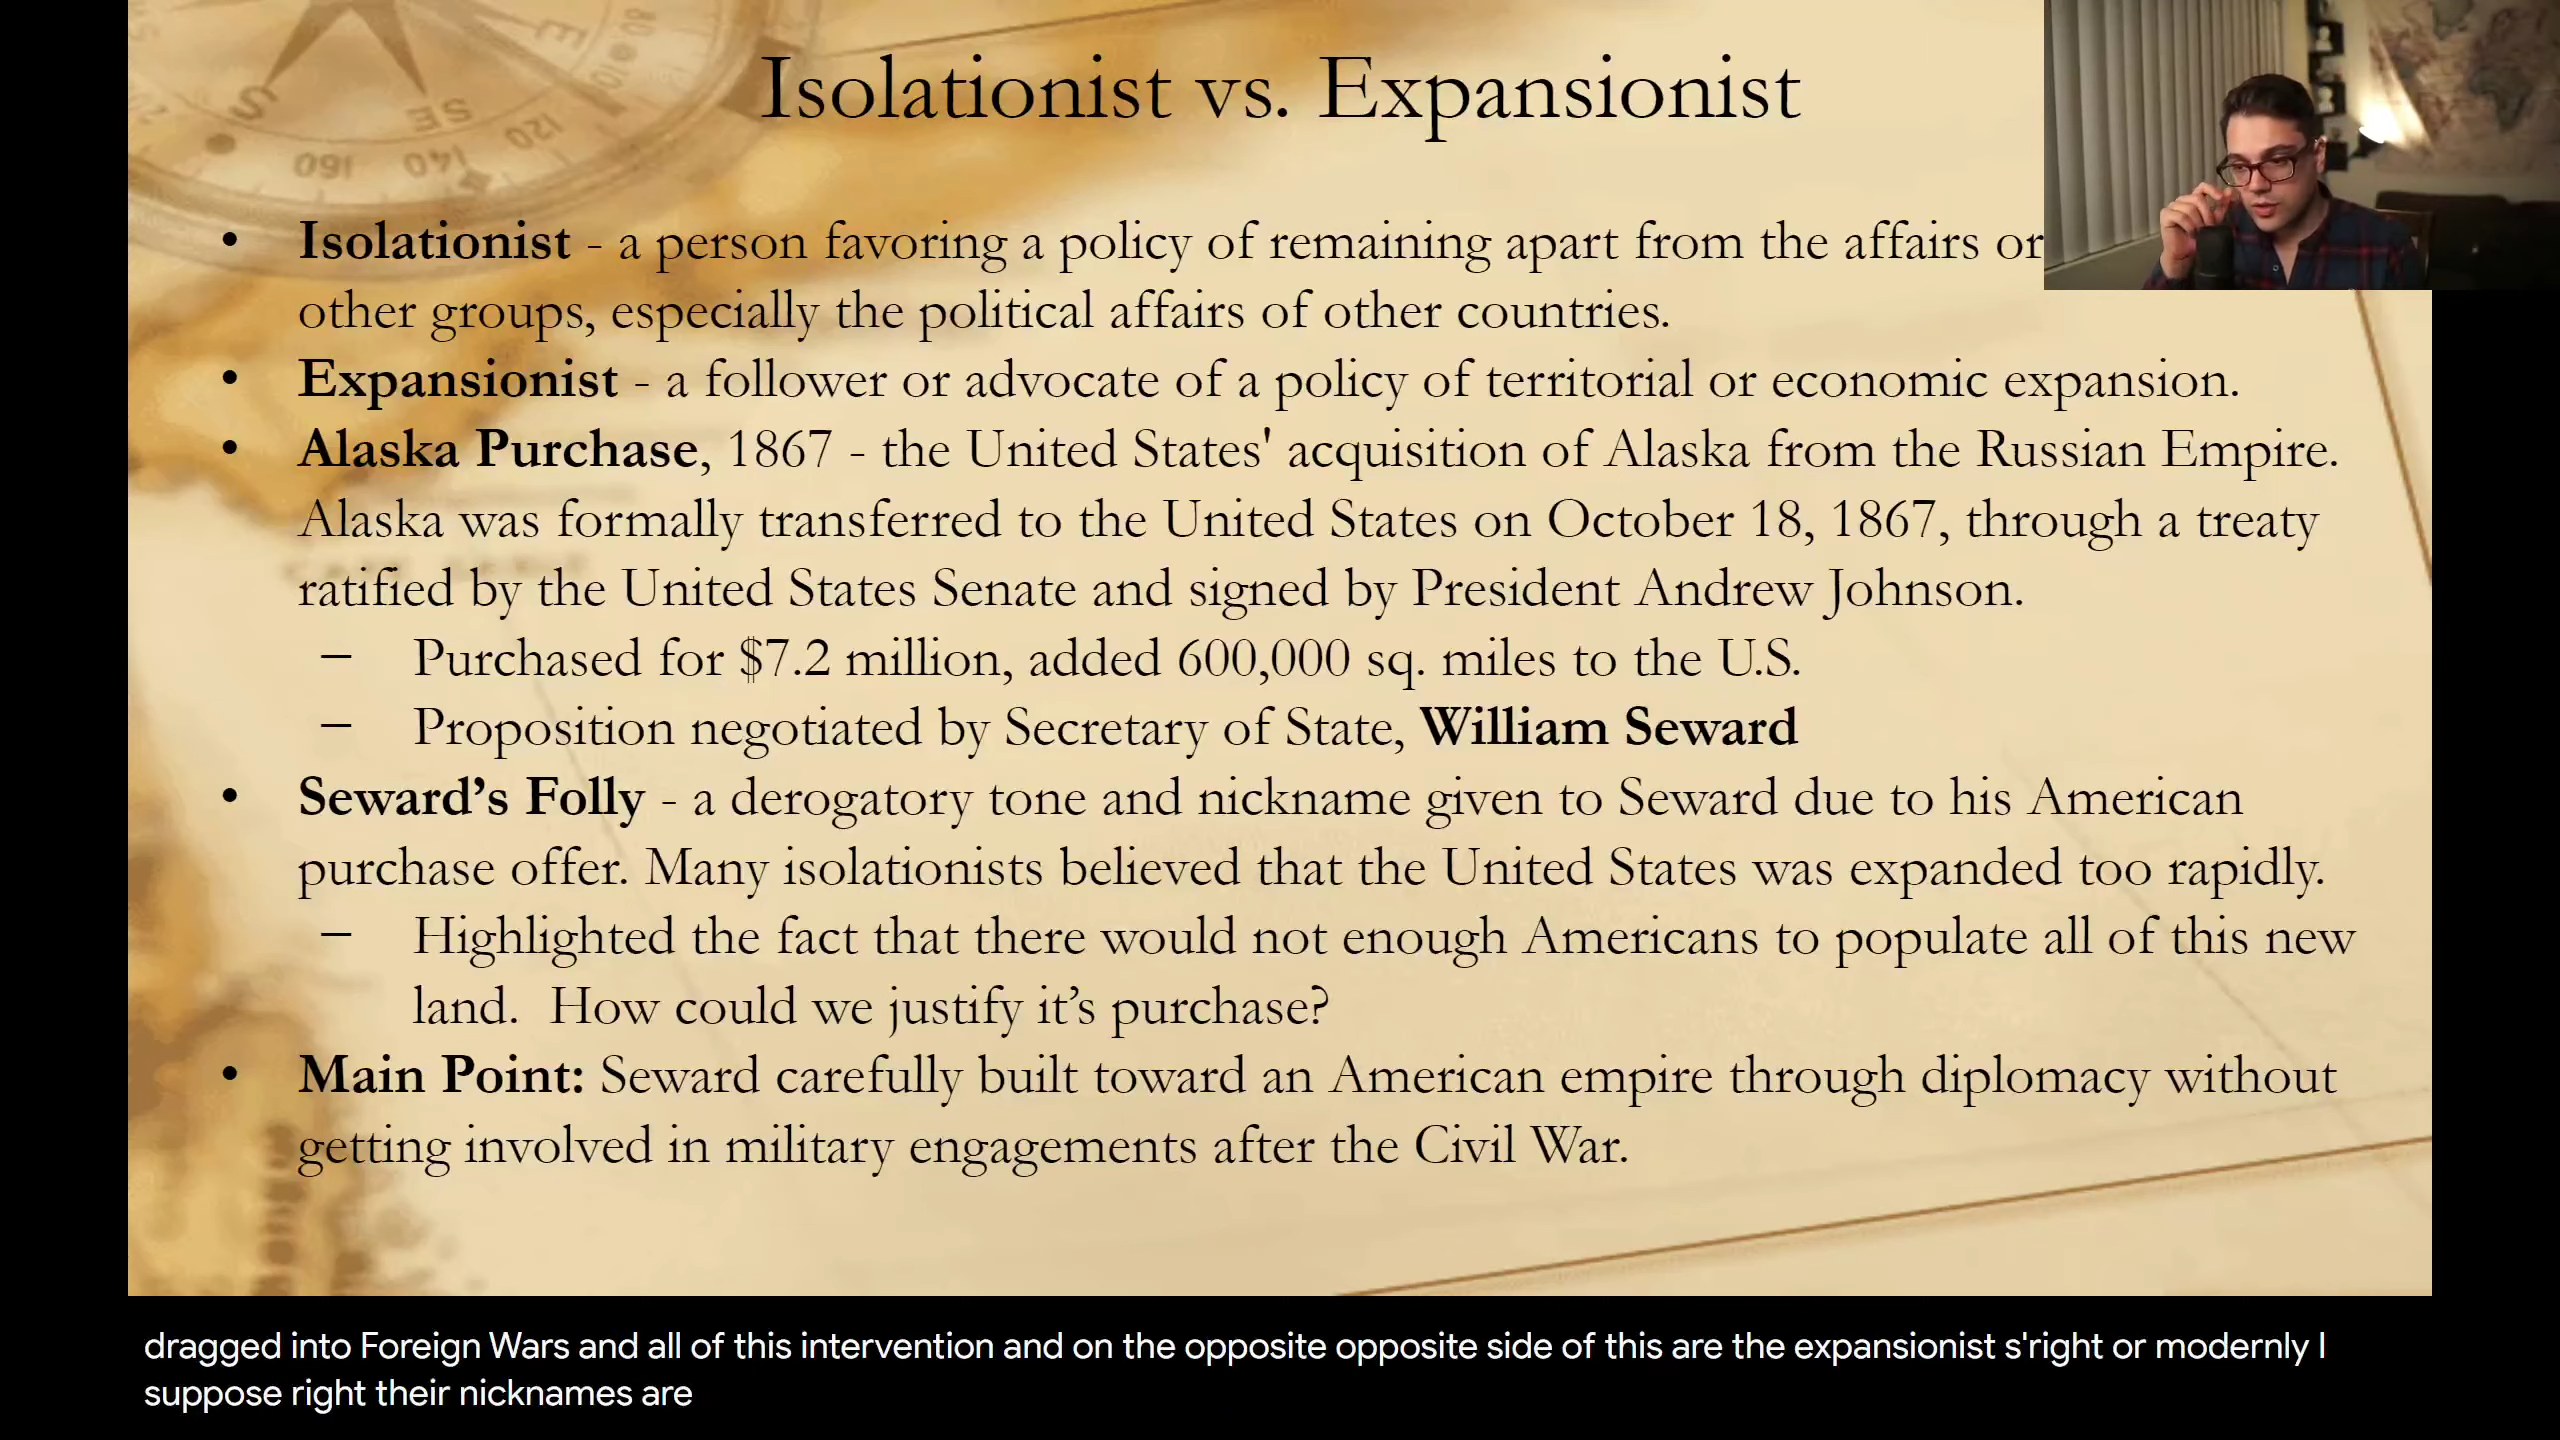 Isolationist vs. Expansionist
• Isolationist - a person favoring a policy of remaining apart from the affairs or
other groups, especially the political affairs of other countries.
• Expansionist - a follower or advocate of a policy of territorial or economic expansion.
• Alaska Purchase, 1867 - the United States' acquisition of Alaska from the Russian Empire.
Alaska was formally transferred to the United States on October 18, 1867, through a treaty
ratified by the United States Senate and signed by President Andrew Johnson.
– Purchased for $7.2 million, added 600,000 sq. miles to the U.S.
– Proposition negotiated by Secretary of State, William Seward
• Seward’s Folly - a derogatory tone and nickname given to Seward due to his American
purchase offer. Many isolationists believed that the United States was expanded too rapidly.
– Highlighted the fact that there would not enough Americans to populate all of this new
land. How could we justify it’s purchase?
• Main Point: Seward carefully built toward an American empire through diplomacy without
getting involved in military engagements after the Civil War.
dragged into Foreign Wars and all of this intervention and on the opposite opposite side of this are the expansionist s'right or modernly I
suppose right their nicknames are
S
SE
E
160
140
120